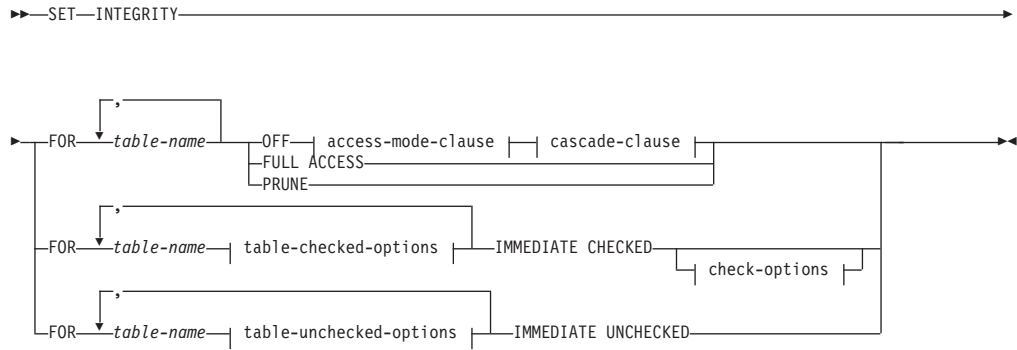 SET INTEGRITY
,
FOR table-name OFF access-mode-clause cascade-clause
FULL ACCESS
PRUNE
,
FOR table-name table-checked-options IMMEDIATE CHECKED
check-options
,
FOR table-name table-unchecked-options IMMEDIATE UNCHECKED